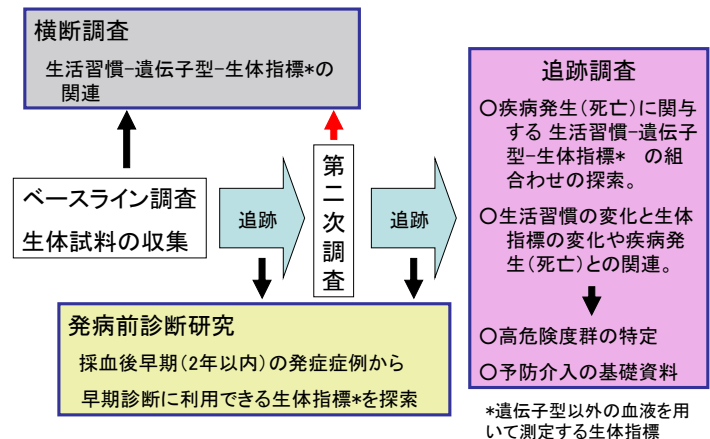 横断調査
生活習慣-遺伝子型-生体指標*の
関連
ベースライン調査
生体試料の収集
追跡
第二次調査
追跡
発病前診断研究
採血後早期(2年以内)の発症症例から
早期診断に利用できる生体指標*を探索
追跡調査
○疾病発生(死亡)に関与
する 生活習慣-遺伝子
型-生体指標* の組
合わせの探索。
○生活習慣の変化と生体
指標の変化や疾病発
生(死亡)との関連。
○高危険度群の特定
○予防介入の基礎資料
*遺伝子型以外の血液を用
いて測定する生体指標